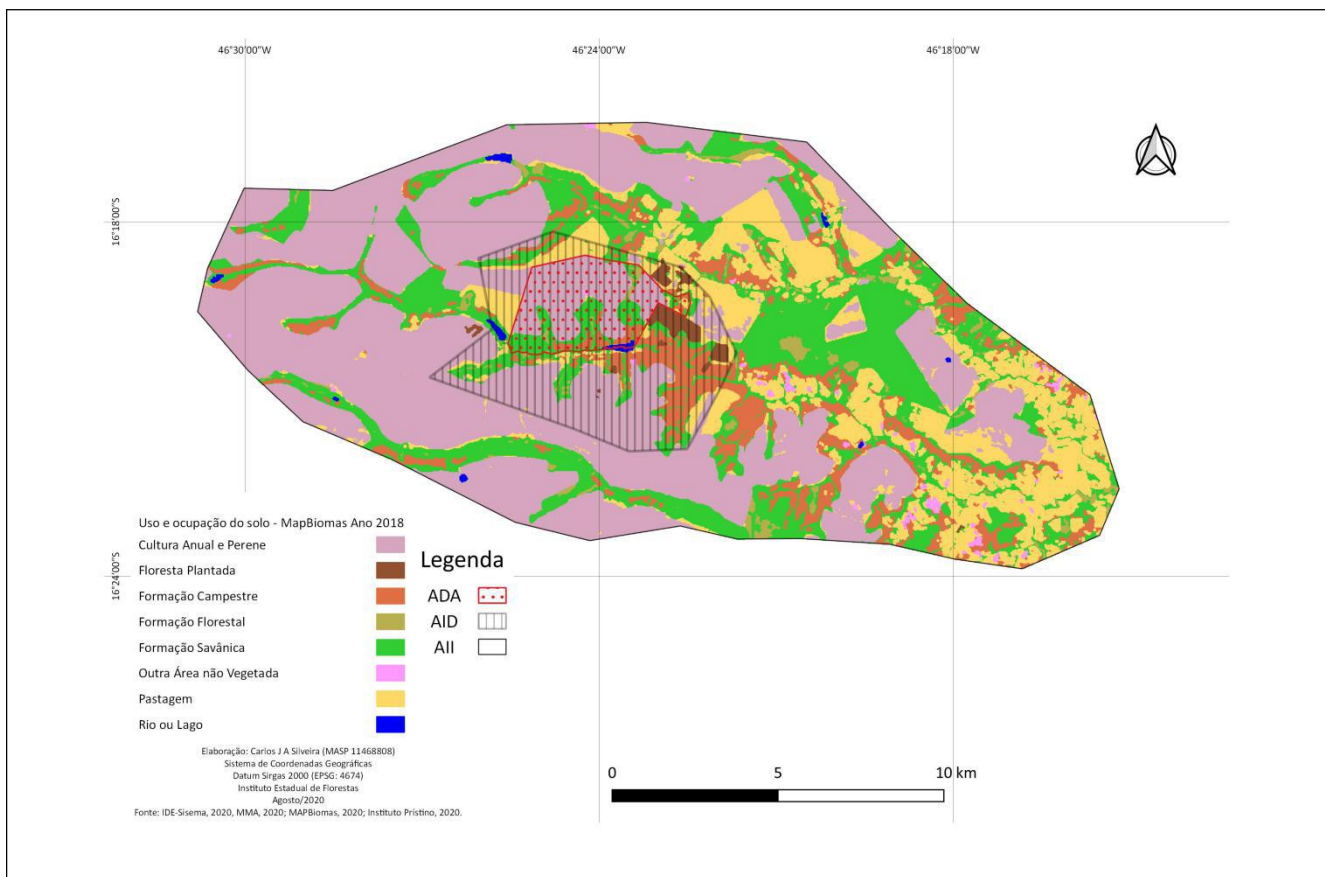 46°30'00"W
46°24'00"W
46°18'00"W
16°18'00"S
16°24'00"S
Uso e ocupação do solo - MapBiomas Ano 2018
Cultura Anual e Perene
Floresta Plantada
Formação Campestre
Formação Florestal
Formação Savânica
Outra Área não Vegetada
Pastagem
Rio ou Lago
Legenda
ADA
AID
AII
Elaboração: Carlos J A Silveira (MASP 11468808)
Sistema de Coordenadas Geográficas
Datum Sirgas 2000 (EPSG: 4674)
Instituto Estadual de Florestas
Agosto/2020
Fonte: IDE-Sisema, 2020, MMA, 2020; MAPBiomas, 2020; Instituto Prístino, 2020.
0 5 10 km